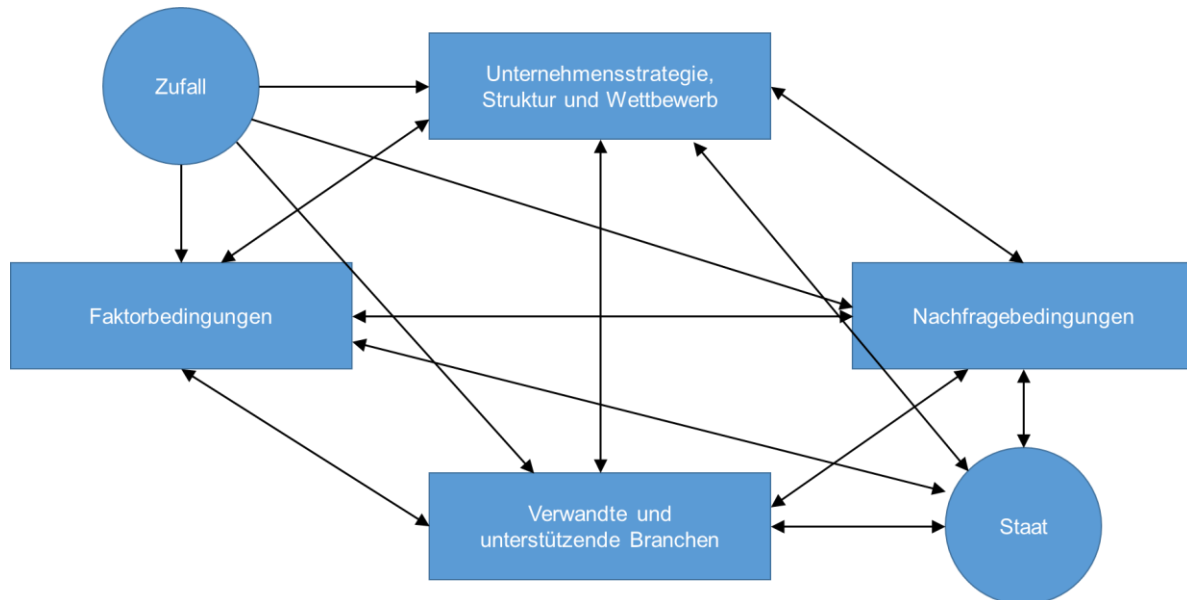 Zufall
Unternehmensstrategie,
Struktur und Wettbewerb
Faktorbedingungen
Nachfragebedingungen
Verwandte und
unterstützende Branchen
Staat